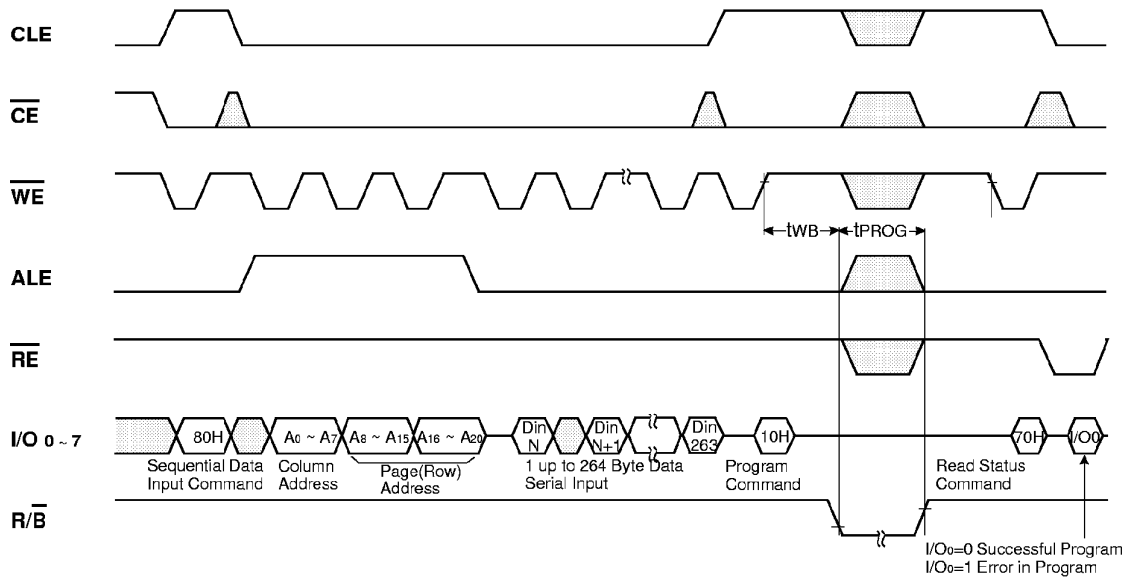 CLE
CE
WE
tWB
tPROG
ALE
RE
I/O 0 ~ 7
80H
A0 ~ A7
A8 ~ A15
A16 ~ A20
Din N
Din N+1
Din 263
10H
70H
I/O0
Sequential Data
Input Command
Column
Address
Page(Row)
Address
1 up to 264 Byte Data
Serial Input
Program
Command
Read Status
Command
R/B
I/O0=0 Successful Program
I/O0=1 Error in Program